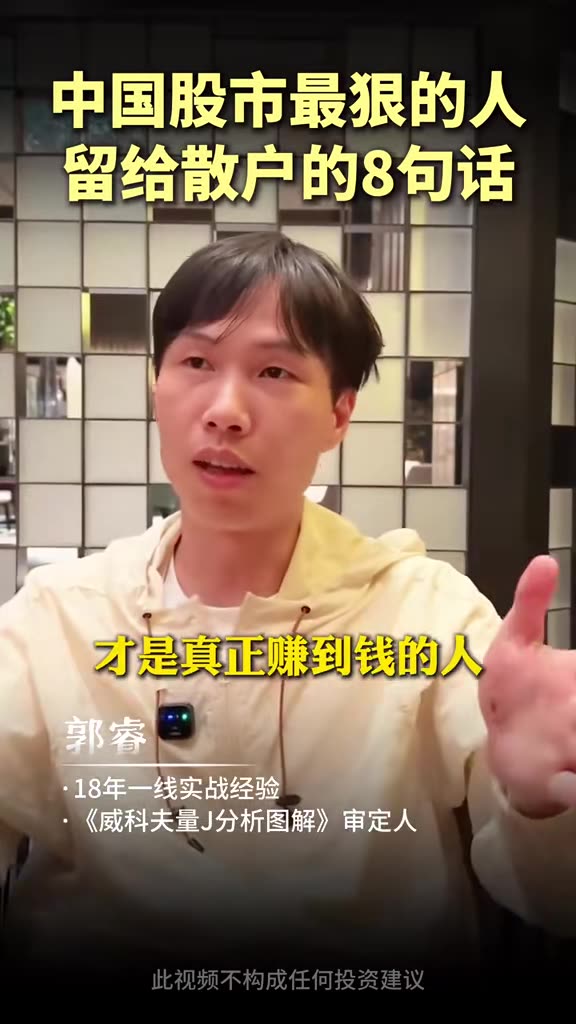 中国股市最狠的人
留给散户的8句话
才是真正赚到钱的人
郭睿
·18年一线实战经验
·《威科夫量J分析图解》审定人
此视频不构成任何投资建议